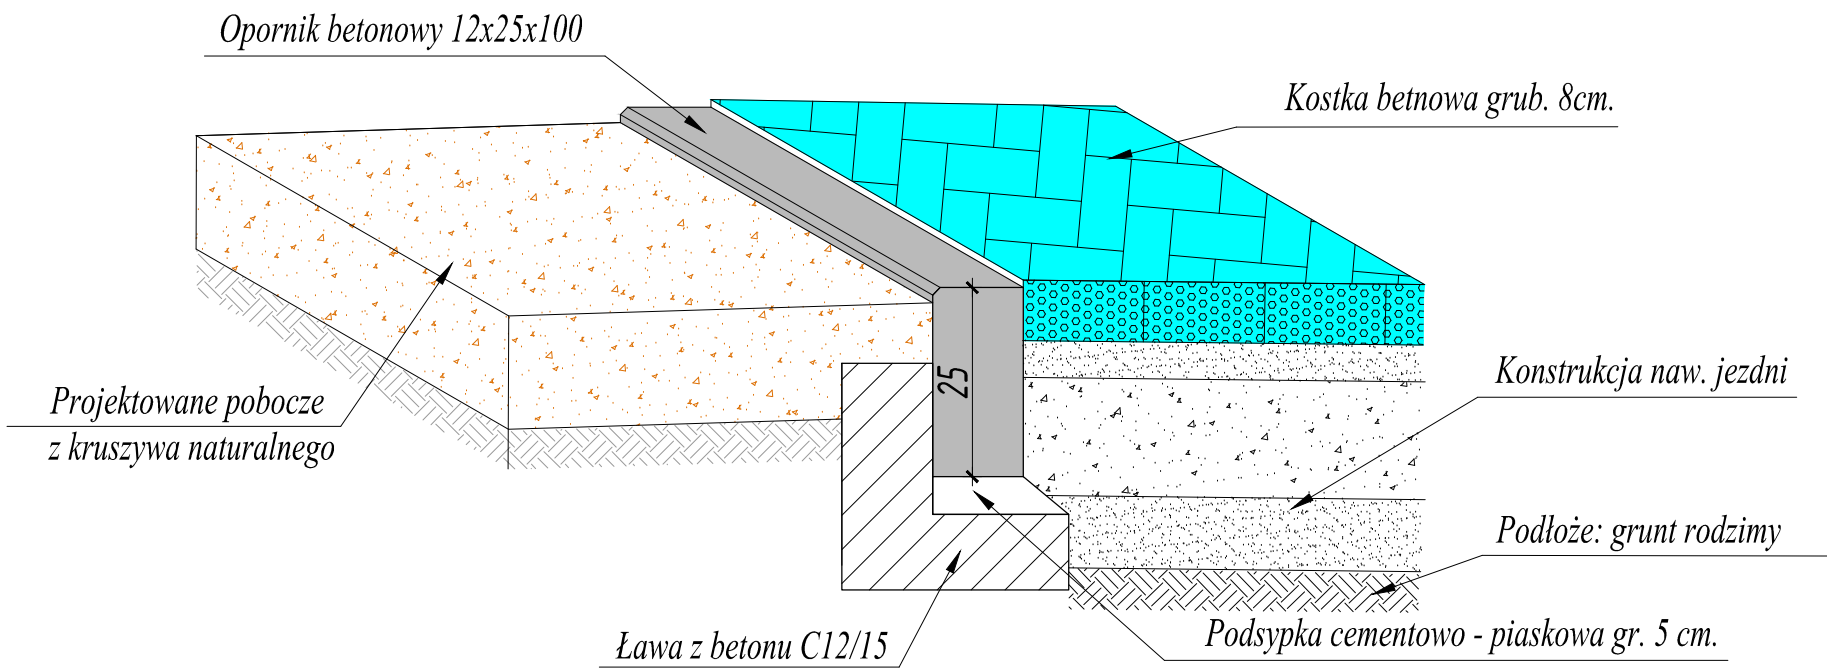 Opornik betonowy 12x25x100
Kostka betnowa grub. 8cm.
25
Konstrukcja naw. jezdni
Projektowane pobocze
z kruszywa naturalnego
Podłoże: grunt rodzimy
Podsypka cementowo - piaskowa gr. 5 cm.
Ława z betonu C12/15